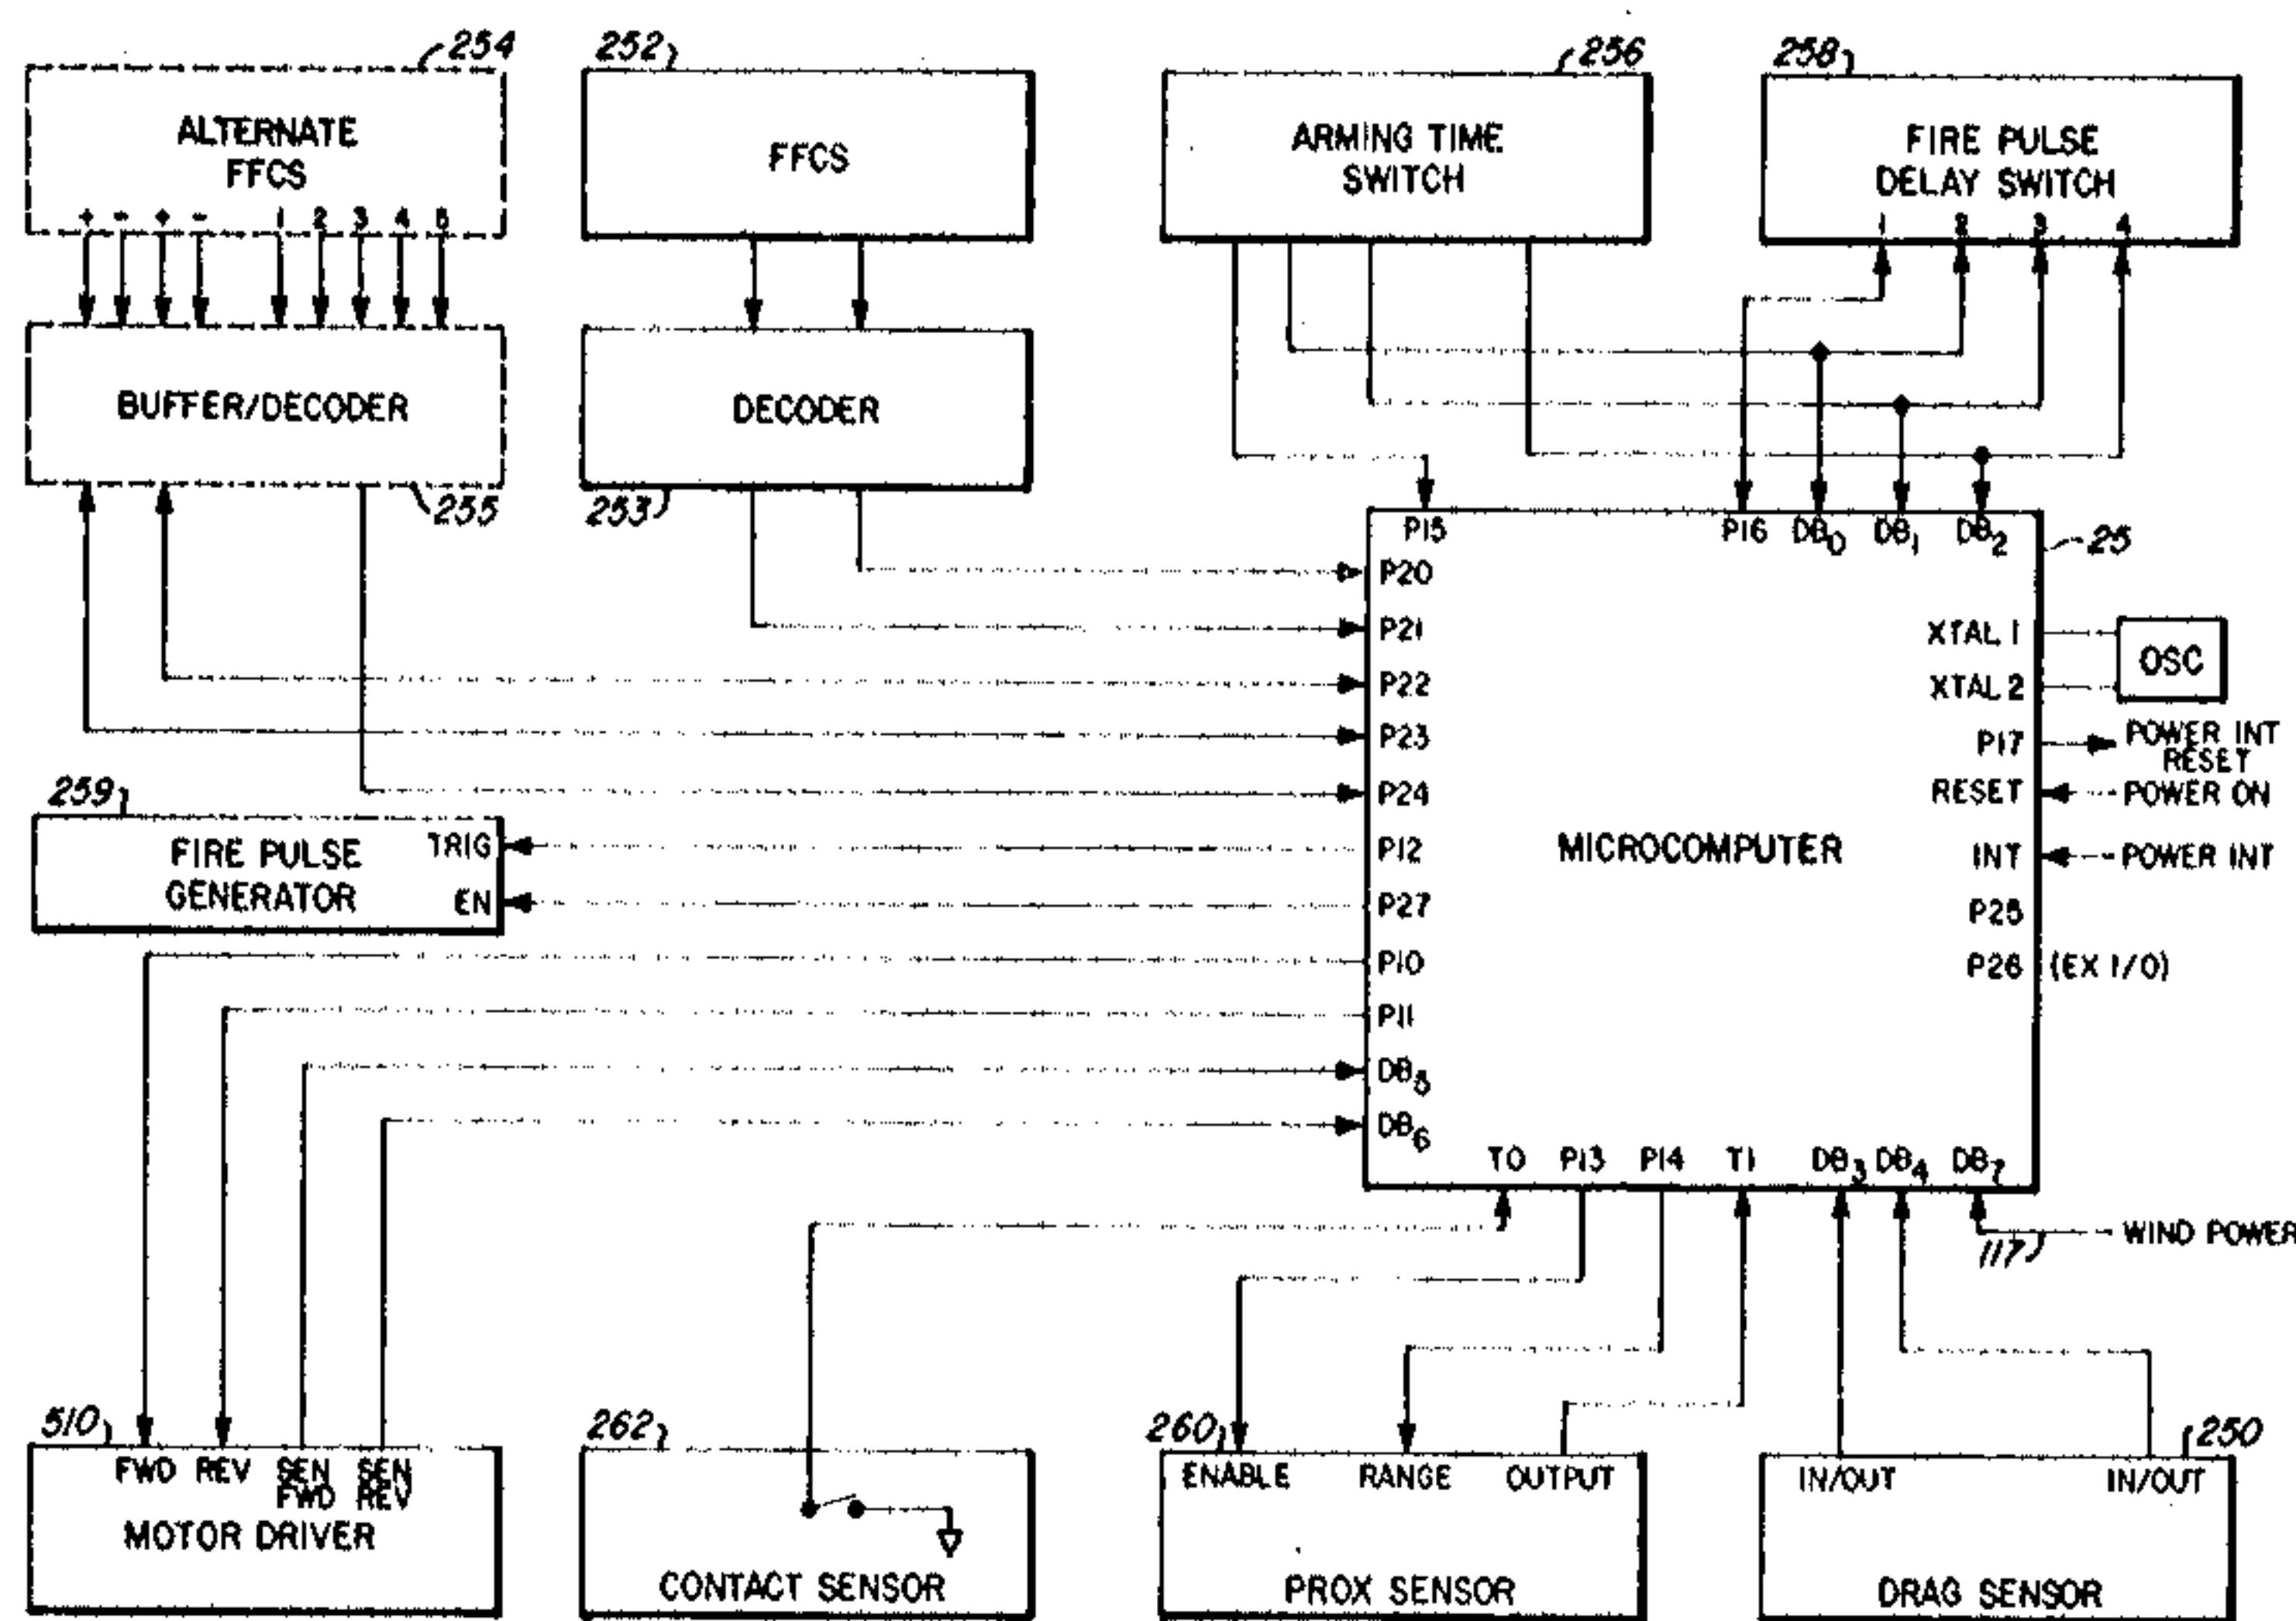 254
ALTERNATE
FFCS
+ - + - 1 2 3 4 5
BUFFER/DECODER
255
252
FFCS
DECODER
253
256
ARMING TIME
SWITCH
258
FIRE PULSE
DELAY SWITCH
1 2 3 4
P15 P16 DB0 DB1 DB2
25
P20
P21
P22
P23
P24
P12
P27
P10
P11
DB5
DB6
MICROCOMPUTER
XTAL 1
XTAL 2
OSC
P17
POWER INT
RESET
RESET
POWER ON
INT
POWER INT
P25
P26 (EX I/O)
T0 P13 P14 T1 DB3 DB4 DB7
117
WIND POWER
259
FIRE PULSE
GENERATOR
TRIG
EN
510
FWD REV SEN FWD SEN REV
MOTOR DRIVER
262
CONTACT SENSOR
260
ENABLE RANGE OUTPUT
PROX SENSOR
250
IN/OUT IN/OUT
DRAG SENSOR